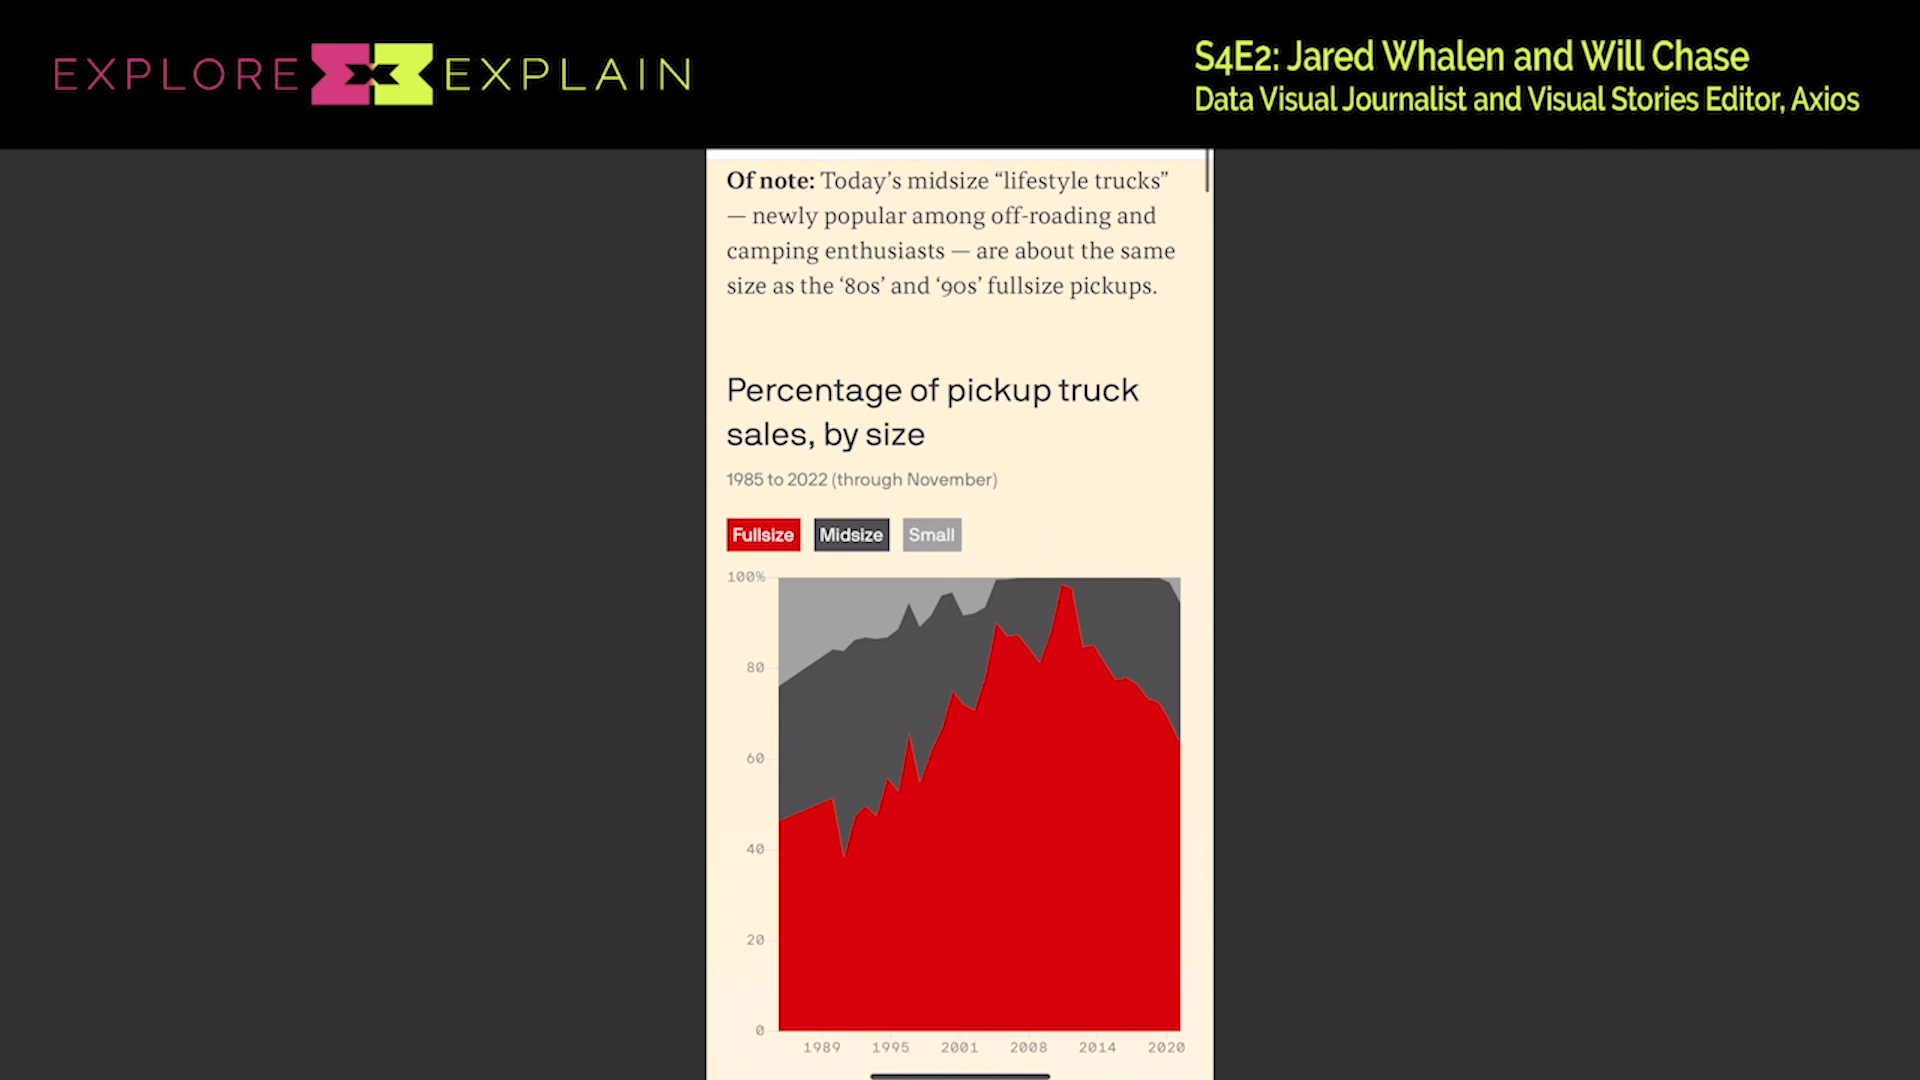 EXPLORE EXPLAIN
S4E2: Jared Whalen and Will Chase
Data Visual Journalist and Visual Stories Editor, Axios
Of note: Today’s midsize “lifestyle trucks”
— newly popular among off-roading and
camping enthusiasts — are about the same
size as the ‘80s’ and ‘90s’ fullsize pickups.
Percentage of pickup truck
sales, by size
1985 to 2022 (through November)
Fullsize Midsize Small
100%
80
60
40
20
0
1989 1995 2001 2008 2014 2020